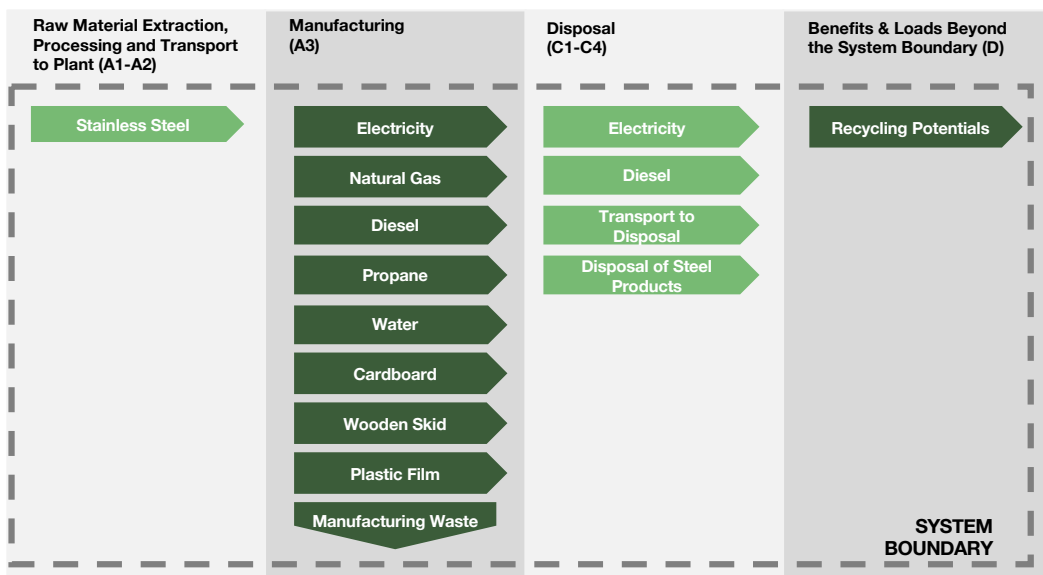 Raw Material Extraction,
Processing and Transport
to Plant (A1-A2)
Stainless Steel
Manufacturing
(A3)
Electricity
Natural Gas
Diesel
Propane
Water
Cardboard
Wooden Skid
Plastic Film
Manufacturing Waste
Disposal
(C1-C4)
Electricity
Diesel
Transport to
Disposal
Disposal of Steel
Products
Benefits & Loads Beyond
the System Boundary (D)
Recycling Potentials
SYSTEM
BOUNDARY